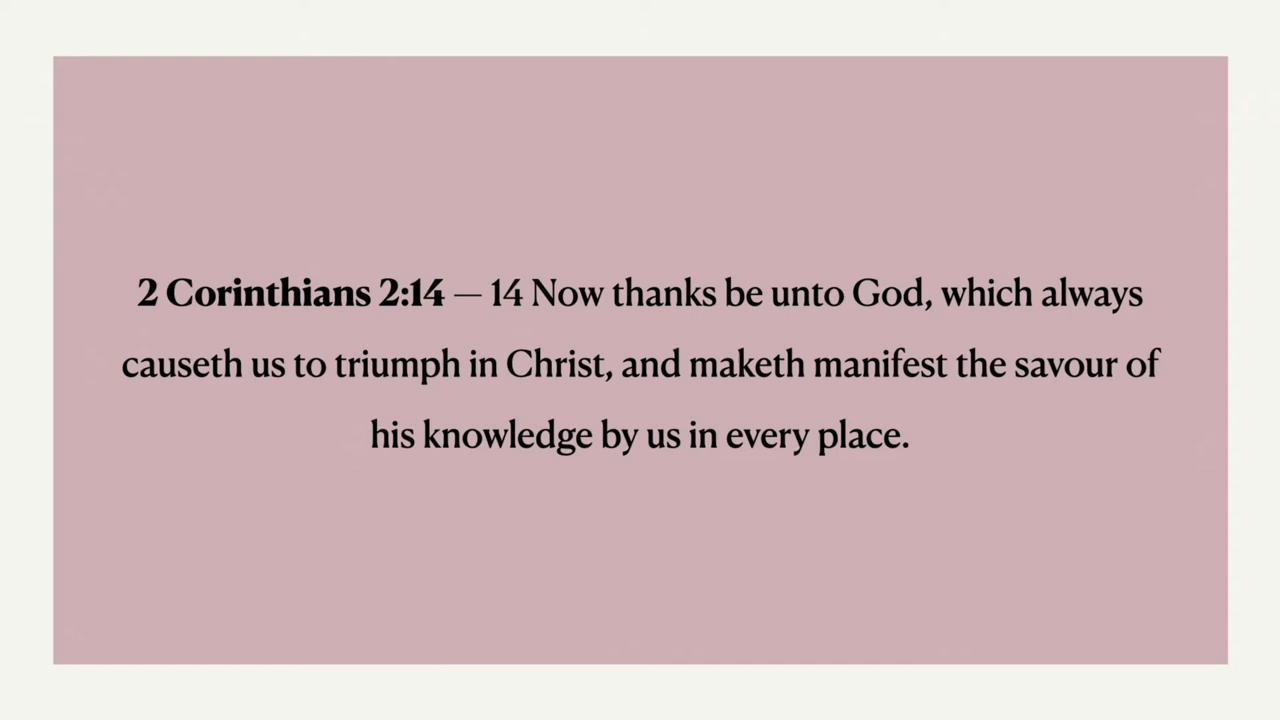 2 Corinthians 2:14 — 14 Now thanks be unto God, which always
causeth us to triumph in Christ, and maketh manifest the savour of
his knowledge by us in every place.